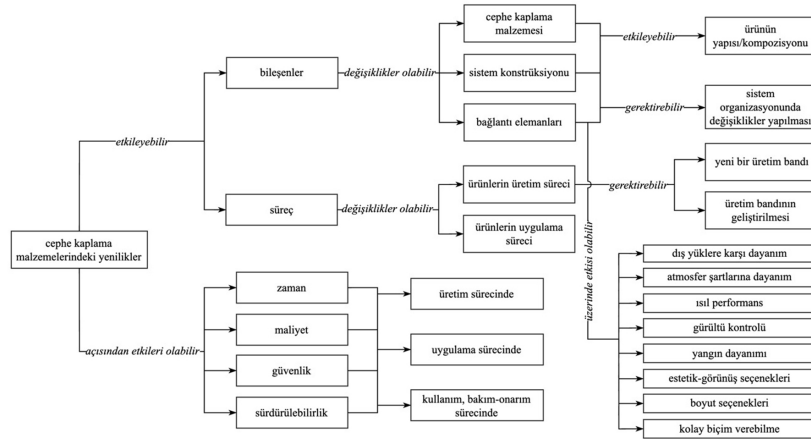 cephe kaplama
malzemelerindeki yenilikler
etkileyebilir
bileşenler
değişiklikler olabilir
cephe kaplama
malzemesi
sistem konstrüksiyonu
bağlantı elemanları
etkileyebilir
ürünün
yapısı/kompozisyonu
gerektirebilir
sistem
organizasyonunda
değişiklikler yapılması
süreç
değişiklikler olabilir
ürünlerin üretim süreci
ürünlerin uygulama
süreci
gerektirebilir
yeni bir üretim bandı
üretim bandının
geliştirilmesi
üzerinde etkisi olabilir
dış yüklere karşı dayanım
atmosfer şartlarına dayanım
ısıl performans
gürültü kontrolü
yangın dayanımı
estetik-görünüş seçenekleri
boyut seçenekleri
kolay biçim verebilme
açısından etkileri olabilir
zaman
maliyet
güvenlik
sürdürülebilirlik
üretim sürecinde
uygulama sürecinde
kullanım, bakım-onarım
sürecinde